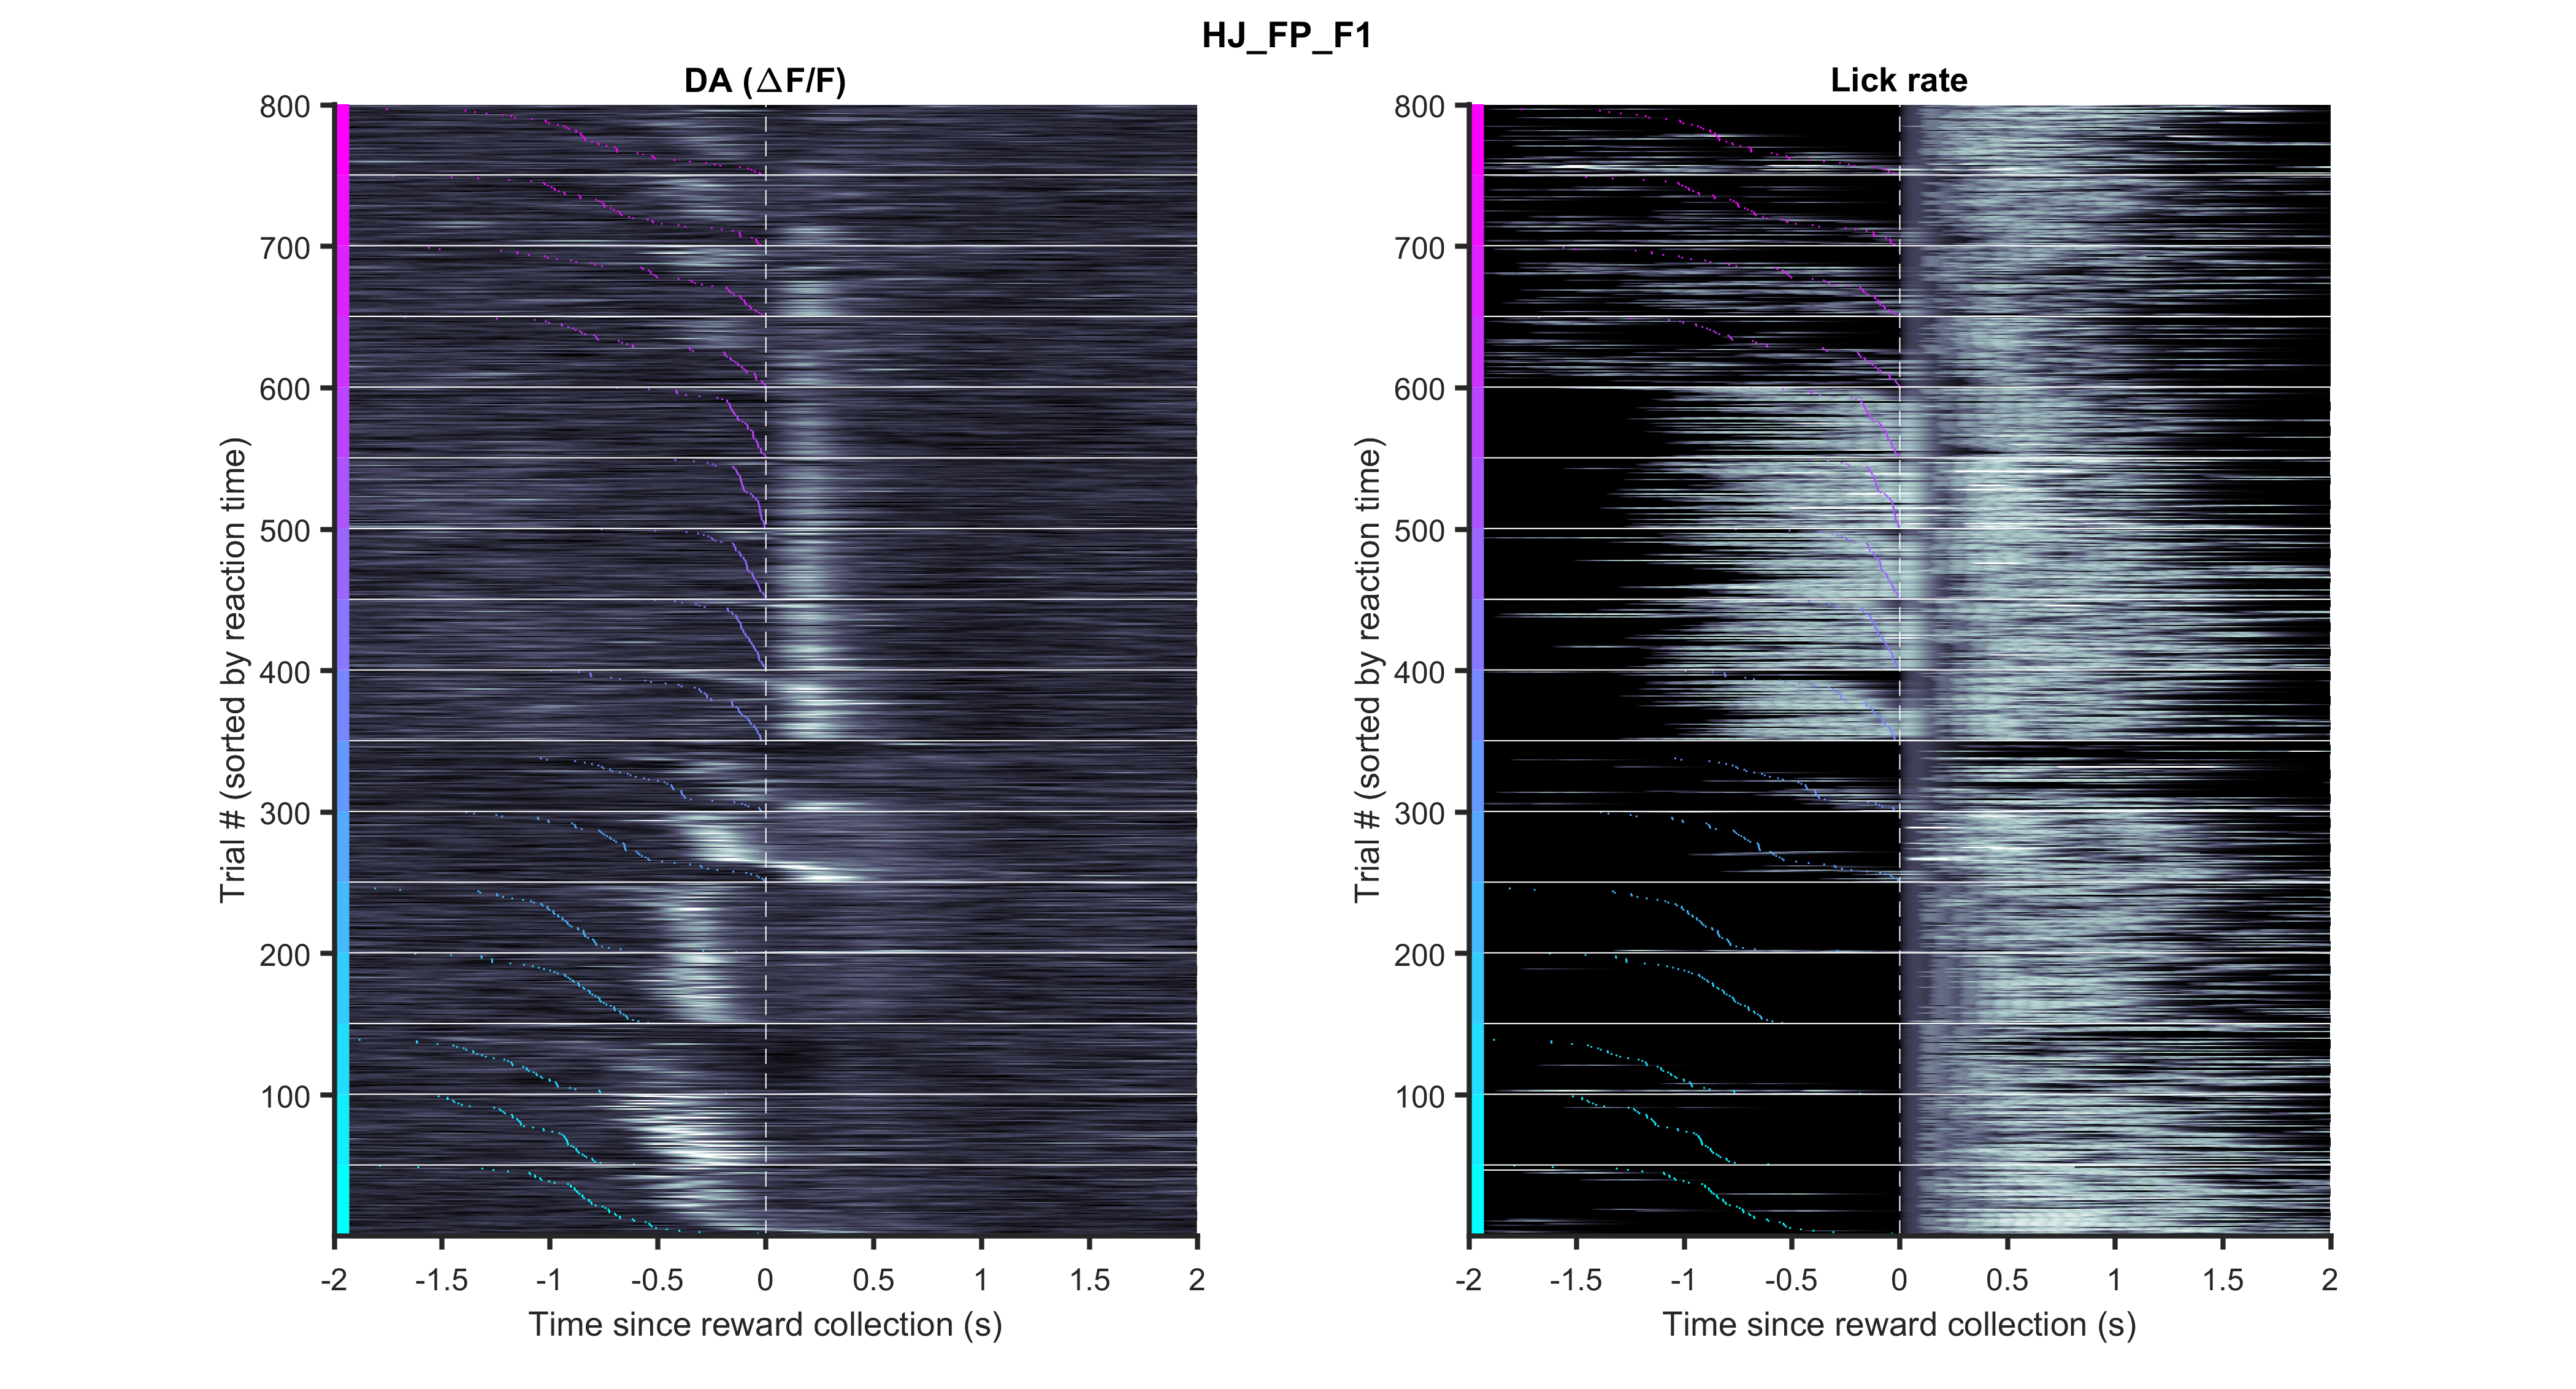 HJ_FP_F1
DA (ΔF/F)
800
700
600
500
400
300
200
100
Trial # (sorted by reaction time)
-2 -1.5 -1 -0.5 0 0.5 1 1.5 2
Time since reward collection (s)
Lick rate
800
700
600
500
400
300
200
100
Trial # (sorted by reaction time)
-2 -1.5 -1 -0.5 0 0.5 1 1.5 2
Time since reward collection (s)